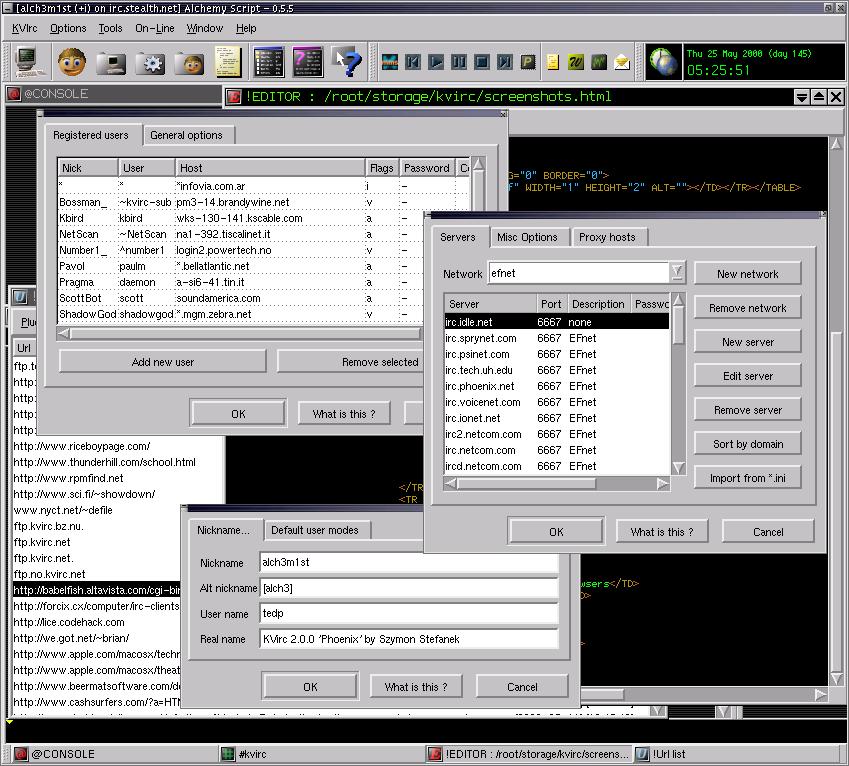 [alch3m1st (+i) on irc.stealth.net] Alchemy Script – 0.5.5
KVIrc Options Tools On-Line Window Help
Thu 25 May 2000 (day 145)
05:25:51
@CONSOLE
!EDITOR : /root/storage/kvirc/screenshots.html
Registered users General options
Nick User Host Flags Password
* * *infovia.com.ar i –
Bossman_ ~kvirc-sub pm3-14.brandywine.net v –
Kbird kbird wks-130-141.kscable.com a –
NetScan ~NetScan na1-392.tiscalinet.it a –
Number1_ ^number1 login2.powertech.no v –
Pavol paulm *.bellatlantic.net a –
Pragma daemon a-si6-41.tin.it a –
ScottBot scott soundamerica.com a –
ShadowGod shadowgod *.mgm.zebra.net v –
Add new user Remove selected
OK What is this ?
="0" BORDER="0">
WIDTH="1" HEIGHT="2" ALT=""></TD></TR></TABLE>
Servers Misc Options Proxy hosts
Network efnet
Server Port Description Passwo
irc.idle.net 6667 none
irc.sprynet.com 6667 EFnet
irc.psinet.com 6667 EFnet
irc.tech.uh.edu 6667 EFnet
irc.phoenix.net 6667 EFnet
irc.voicenet.com 6667 EFnet
irc.ionet.net 6667 EFnet
irc2.netcom.com 6667 EFnet
irc.netcom.com 6667 EFnet
ircd.netcom.com 6667 EFnet
New network
Remove network
New server
Edit server
Remove server
Sort by domain
Import from *.ini
OK What is this ? Cancel
Url
http://www.riceboypage.com/
http://www.thunderhill.com/school.html
http://www.rpmfind.net
http://www.sci.fi/~showdown/
www.nyct.net/~defile
ftp.kvirc.bz.nu.
ftp.kvirc.net
ftp.kvirc.net.
ftp.no.kvirc.net
http://babelfish.altavista.com/cgi-bin
http://forcix.cx/computer/irc-clients
http://lice.codehack.com
http://we.got.net/~brian/
http://www.apple.com/macosx/techn
http://www.apple.com/macosx/theat
http://www.beermatsoftware.com/d
http://www.cashsurfers.com/?a=HTN
</TR
<TR
wsers</TD>
Nickname... Default user modes
Nickname alch3m1st
Alt nickname [alch3]
User name tedp
Real name KVirc 2.0.0 'Phoenix' by Szymon Stefanek
OK What is this ? Cancel
@CONSOLE #kvirc !EDITOR : /root/storage/kvirc/screens... !Url list